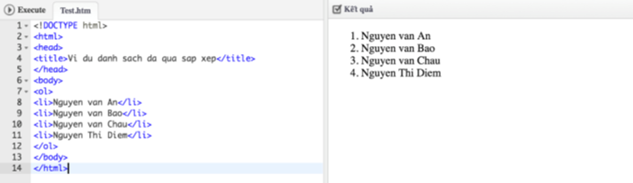 Execute Test.htm
1 <!DOCTYPE html>
2 <html>
3 <head>
4 <title>Vi du danh sach da qua sap xep</title>
5 </head>
6 <body>
7 <ol>
8 <li>Nguyen van An</li>
9 <li>Nguyen van Bao</li>
10 <li>Nguyen van Chau</li>
11 <li>Nguyen Thi Diem</li>
12 </ol>
13 </body>
14 </html>
Kết quả
1. Nguyen van An
2. Nguyen van Bao
3. Nguyen van Chau
4. Nguyen Thi Diem